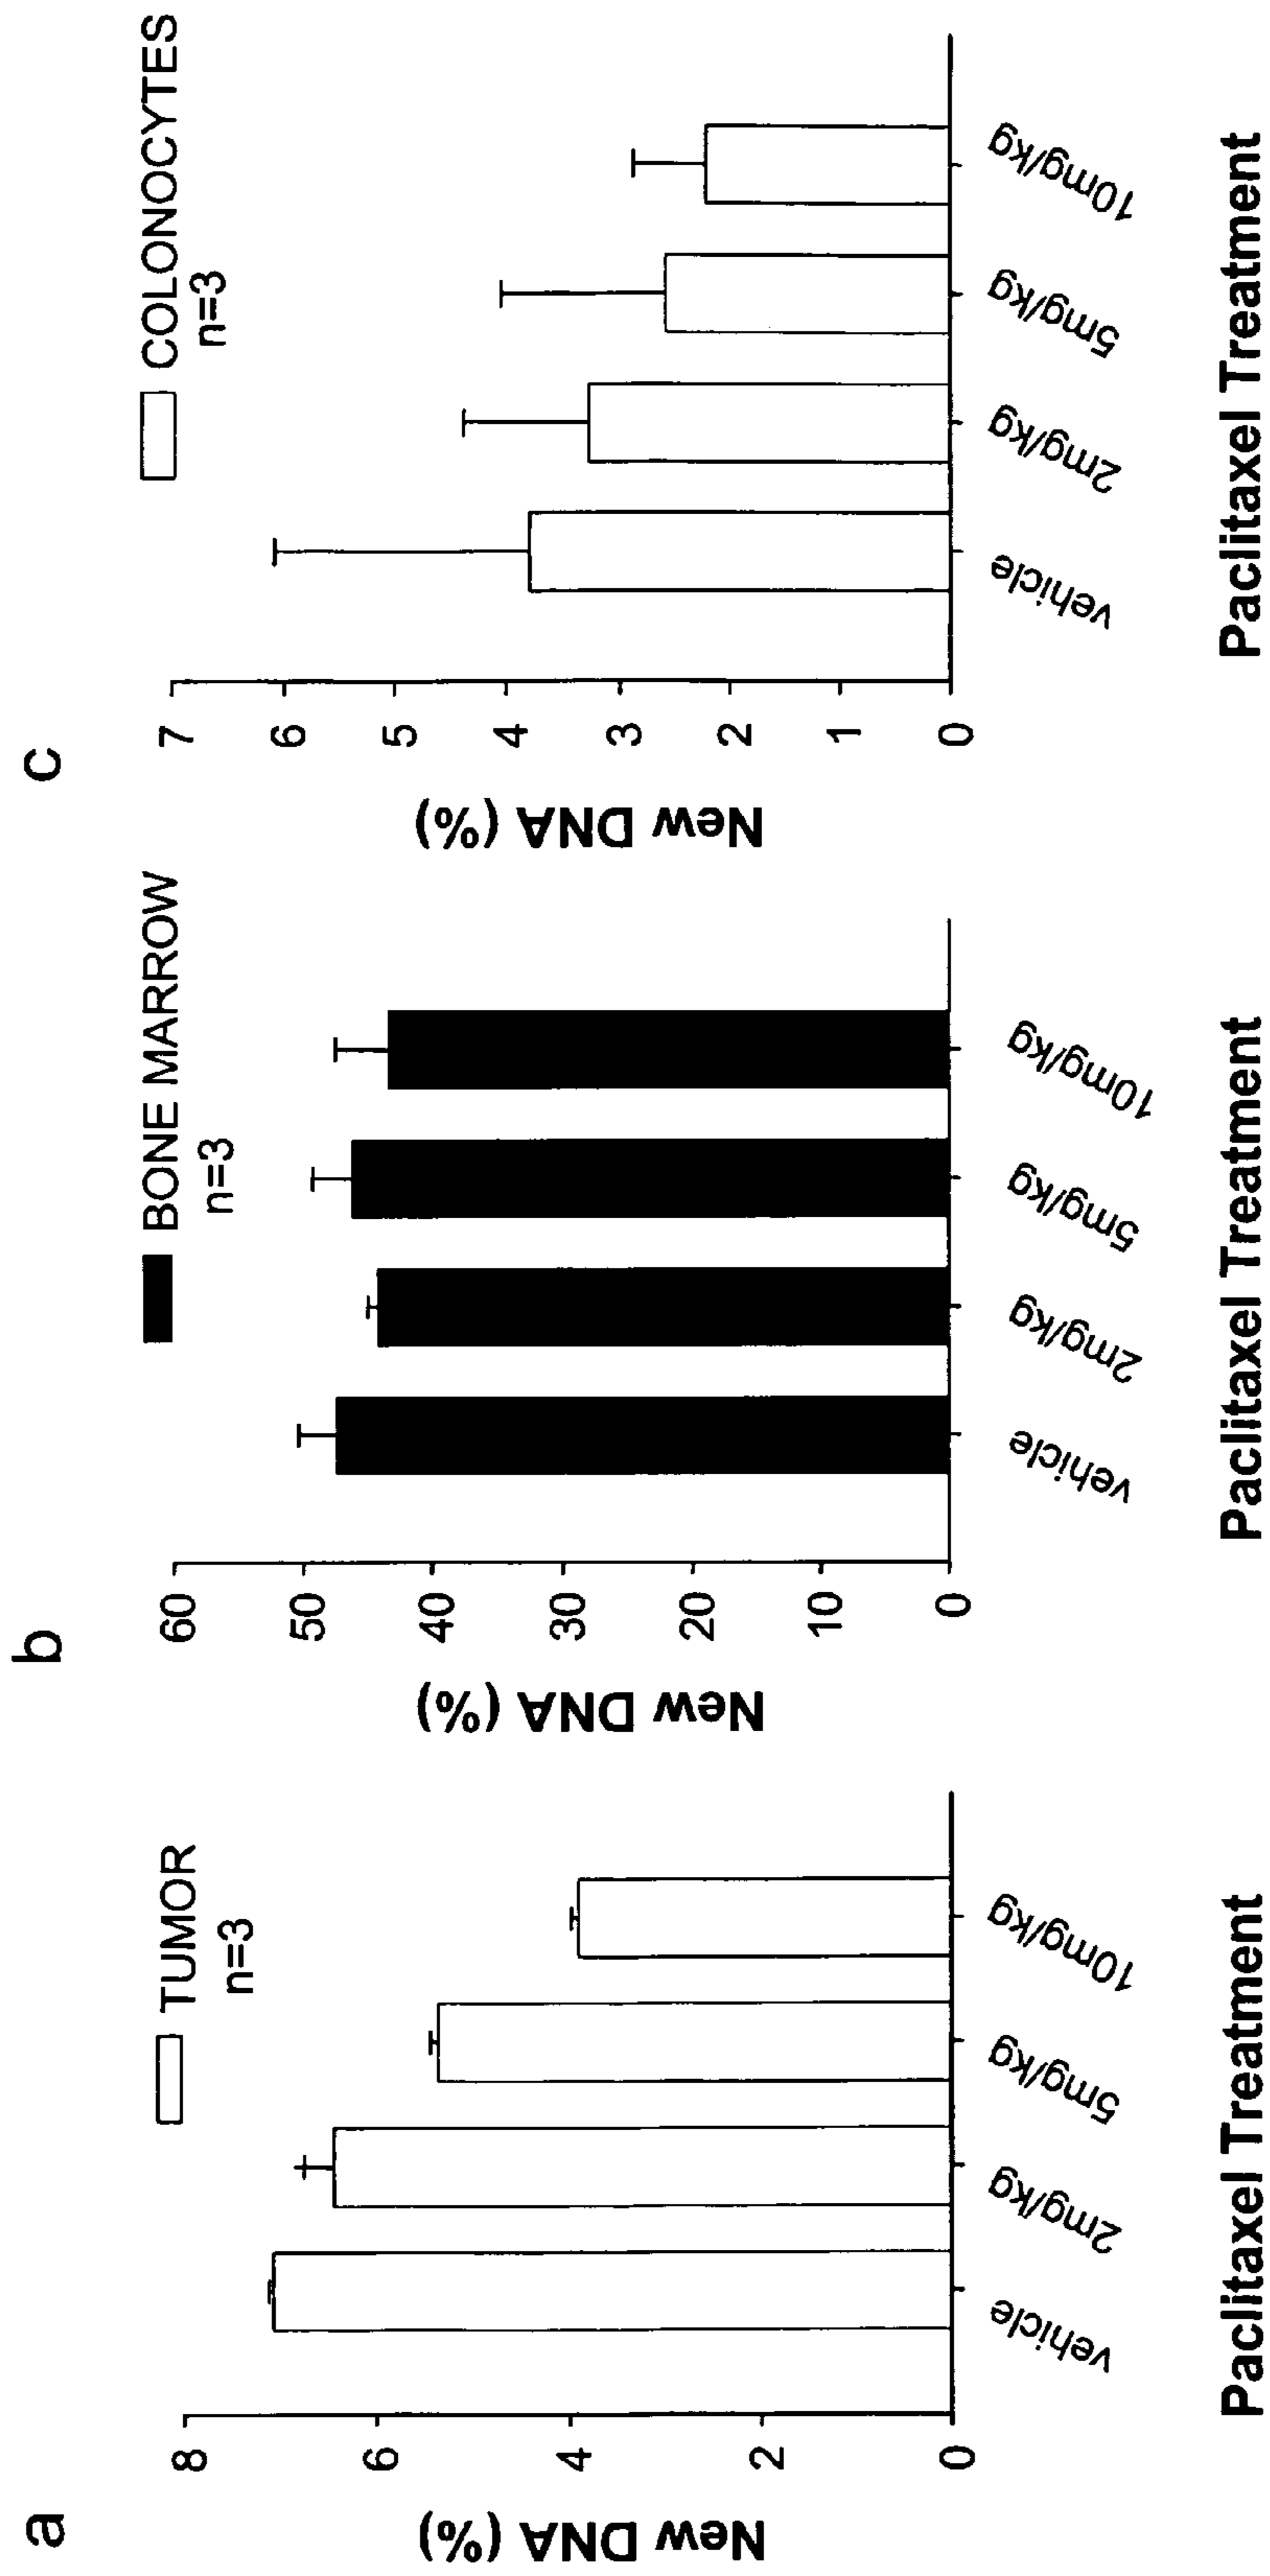 a
TUMOR
n=3
New DNA (%)
8
6
4
2
0
vehicle
2mg/kg
5mg/kg
10mg/kg
Paclitaxel Treatment
b
BONE MARROW
n=3
New DNA (%)
60
50
40
30
20
10
0
vehicle
2mg/kg
5mg/kg
10mg/kg
Paclitaxel Treatment
c
COLONOCYTES
n=3
New DNA (%)
7
6
5
4
3
2
1
0
vehicle
2mg/kg
5mg/kg
10mg/kg
Paclitaxel Treatment